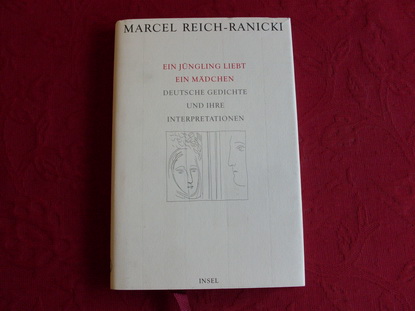 MARCEL REICH-RANICKI
EIN JÜNGLING LIEBT
EIN MÄDCHEN
DEUTSCHE GEDICHTE
UND IHRE
INTERPRETATIONEN
INSEL